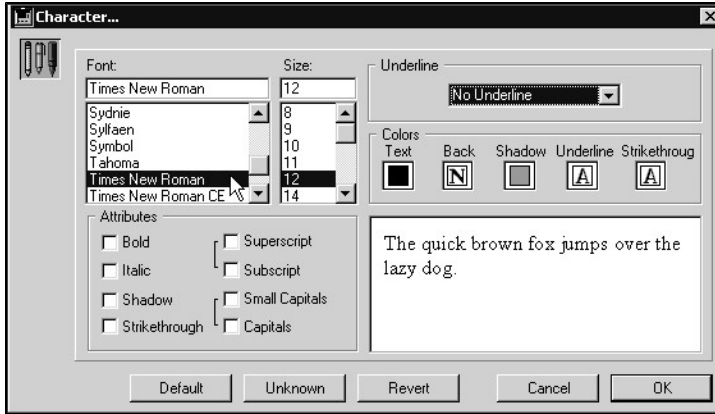 Character...
Font:
Size:
Times New Roman
12
Sydnie
Sylfaen
Symbol
Tahoma
Times New Roman
Times New Roman CE
8
9
10
11
12
14
Underline
No Underline
Colors
Text Back Shadow Underline Strikethroug
N A A
Attributes
Bold
Italic
Shadow
Strikethrough
Superscript
Subscript
Small Capitals
Capitals
The quick brown fox jumps over the
lazy dog.
Default Unknown Revert Cancel OK